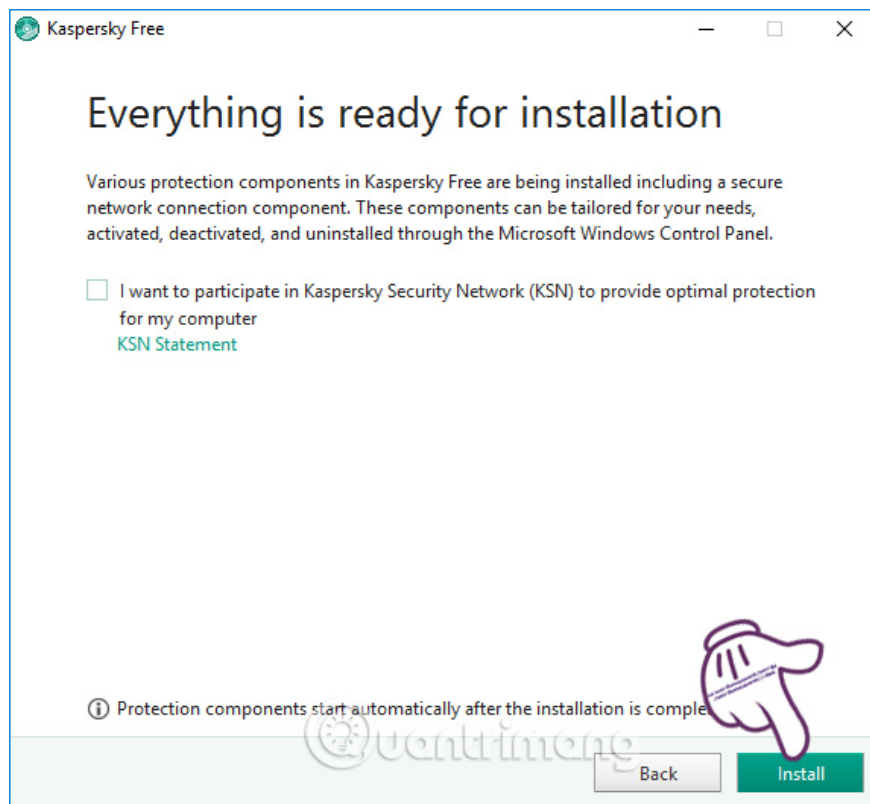 Kaspersky Free
Everything is ready for installation
Various protection components in Kaspersky Free are being installed including a secure
network connection component. These components can be tailored for your needs,
activated, deactivated, and uninstalled through the Microsoft Windows Control Panel.
I want to participate in Kaspersky Security Network (KSN) to provide optimal protection
for my computer
KSN Statement
Protection components start automatically after the installation is
Quantrimang
Back
Install